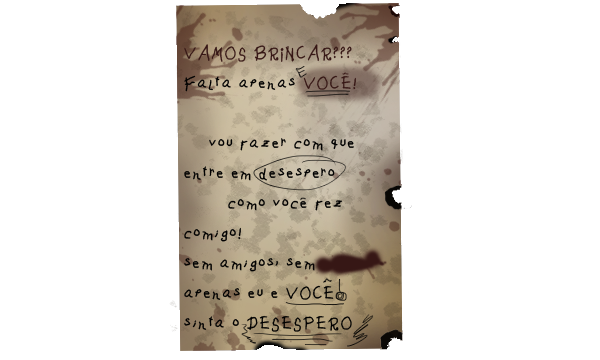 VAMOS BRINCAR???
Falta apenas E VOCÊ!
vou fazer com que
entre em desespero
como você fez
comigo!
sem amigos, sem
apenas eu e VOCÊ
sinta o DESESPERO